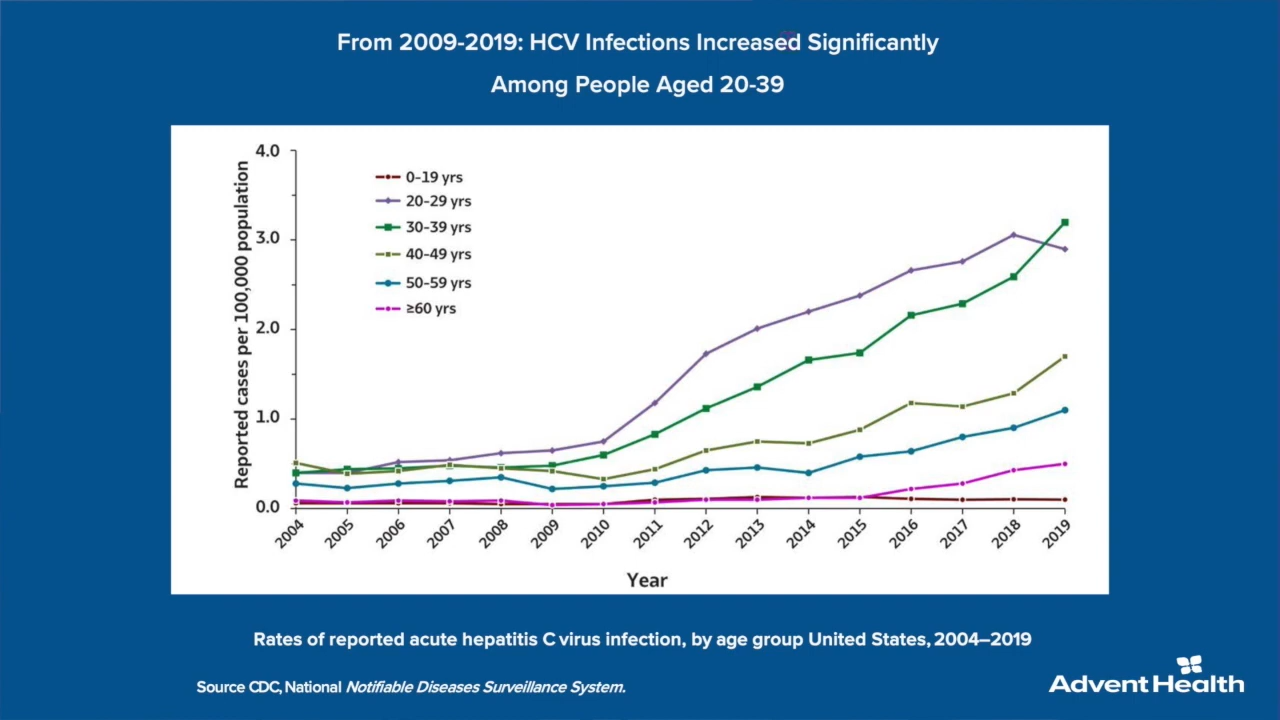 From 2009-2019: HCV Infections Increased Significantly
Among People Aged 20-39
4.0
3.0
2.0
1.0
0.0
Reported cases per 100,000 population
0–19 yrs
20–29 yrs
30–39 yrs
40–49 yrs
50–59 yrs
≥60 yrs
2004 2005 2006 2007 2008 2009 2010 2011 2012 2013 2014 2015 2016 2017 2018 2019
Year
Rates of reported acute hepatitis C virus infection, by age group United States, 2004–2019
Source CDC, National Notifiable Diseases Surveillance System.
Advent Health